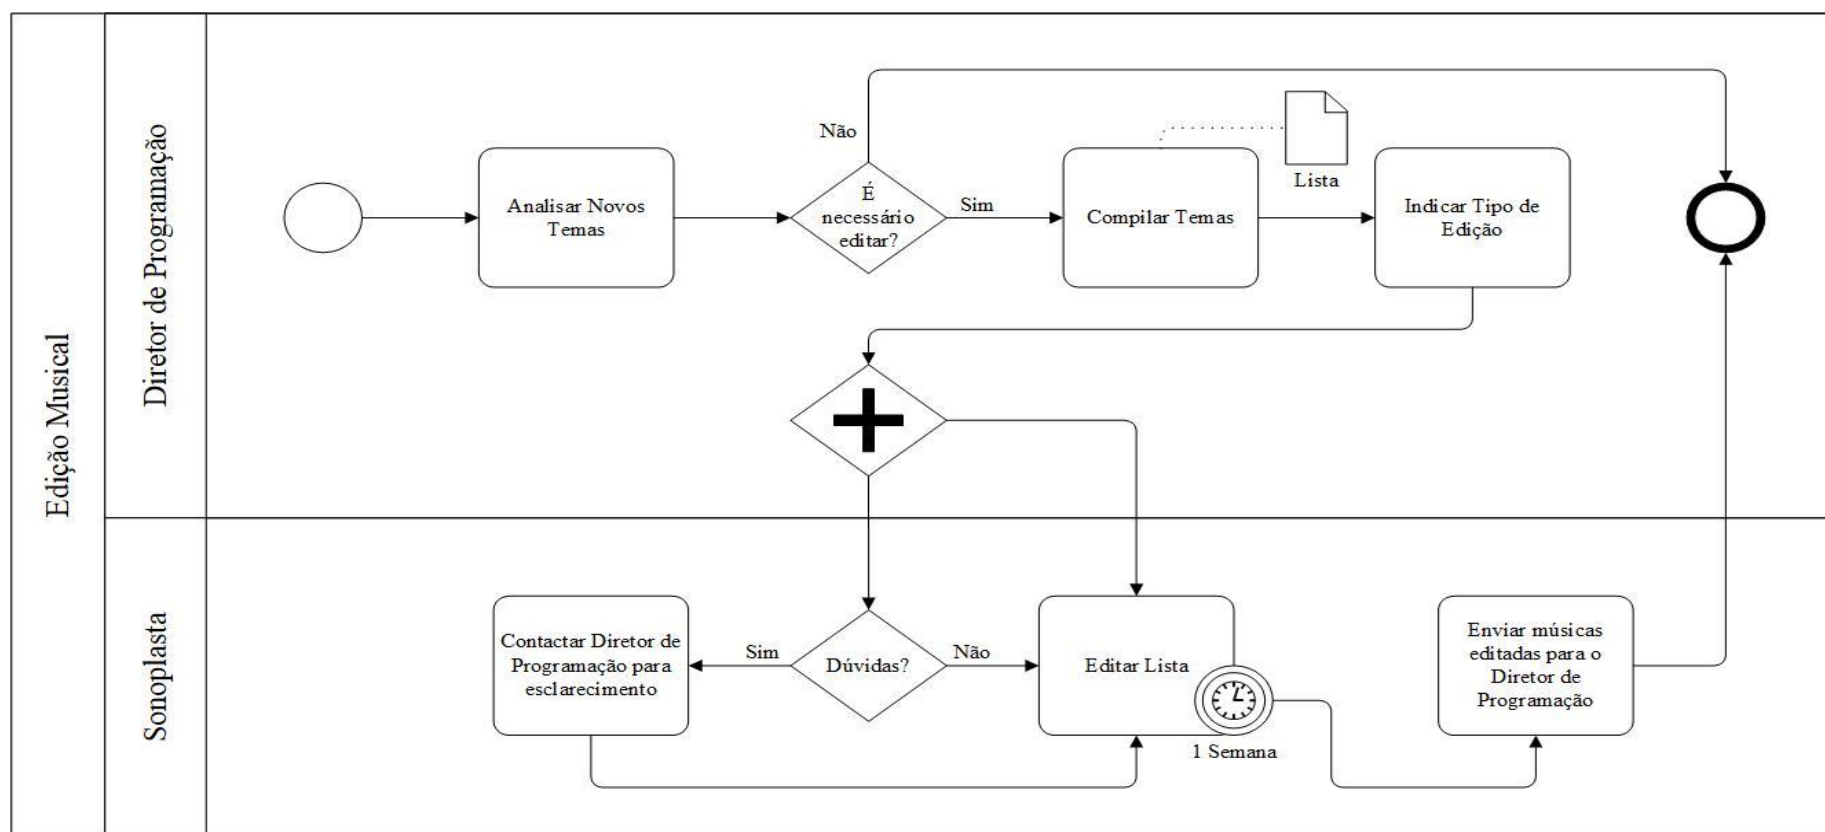 Edição Musical
Diretor de Programação
Não
Lista
Analisar Novos
Temas
É
necessário
editar?
Sim
Compilar Temas
Indicar Tipo de
Edição
Sonoplasta
Contactar Diretor de
Programação para
esclarecimento
Sim
Dúvidas?
Não
Editar Lista
1 Semana
Enviar músicas
editadas para o
Diretor de
Programação